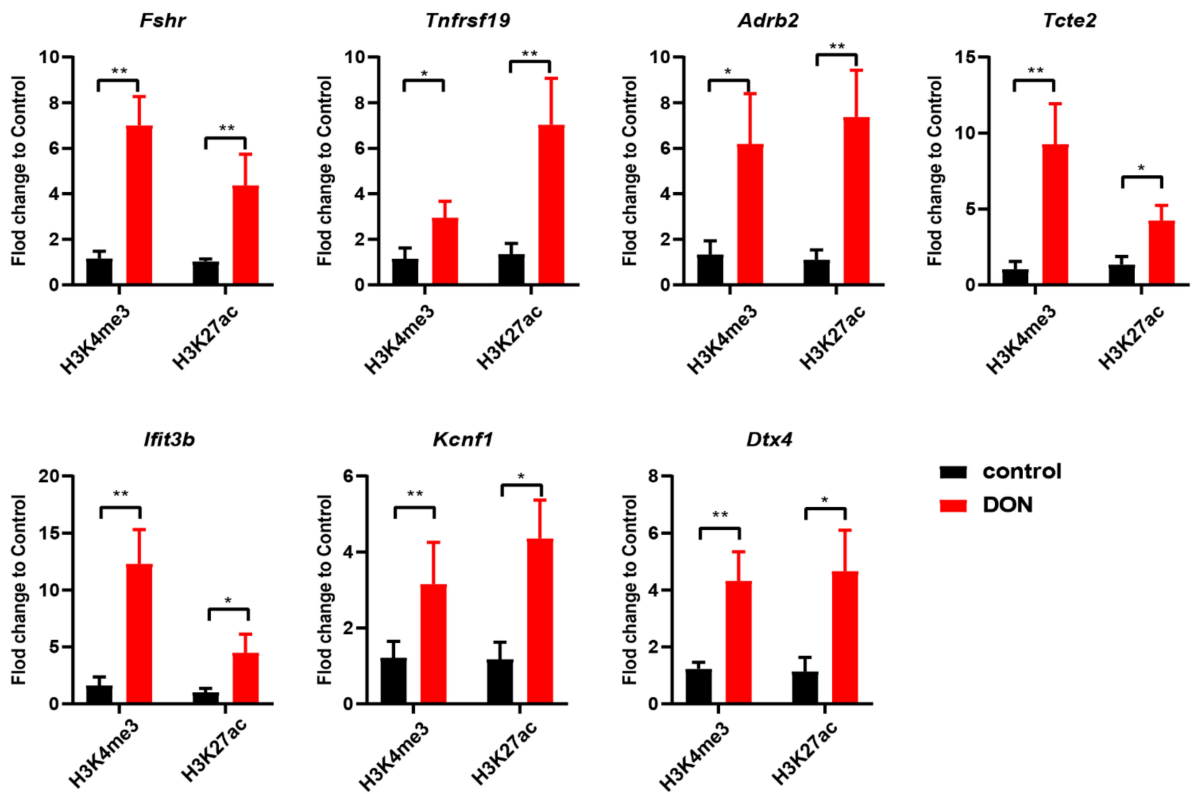 Fshr
Flod change to Control
10
8
6
4
2
0
**
**
H3K4me3
H3K27ac
Tnfrsf19
Flod change to Control
10
8
6
4
2
0
*
**
H3K4me3
H3K27ac
Adrb2
Flod change to Control
10
8
6
4
2
0
*
**
H3K4me3
H3K27ac
Tcte2
Flod change to Control
15
10
5
0
**
*
H3K4me3
H3K27ac
Ifit3b
Flod change to Control
20
15
10
5
0
**
*
H3K4me3
H3K27ac
Kcnf1
Flod change to Control
6
4
2
0
**
*
H3K4me3
H3K27ac
Dtx4
Flod change to Control
8
6
4
2
0
**
*
H3K4me3
H3K27ac
control
DON